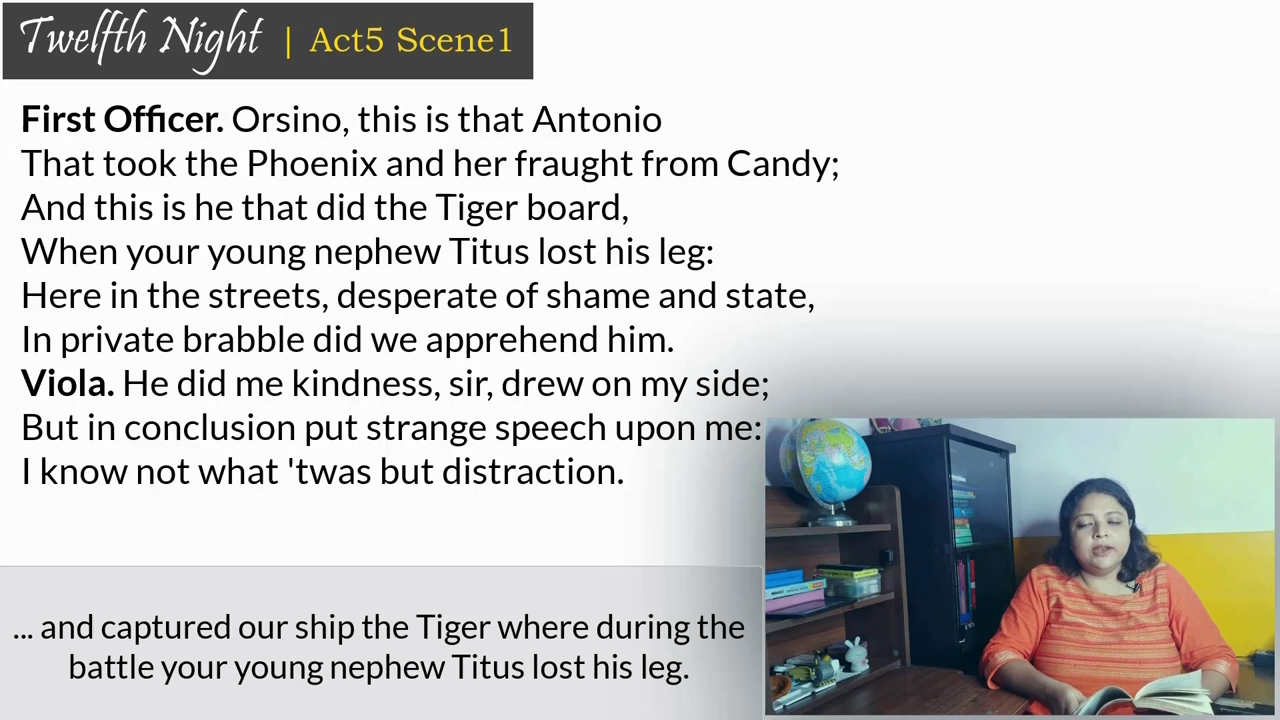 Twelfth Night | Act5 Scene1
First Officer. Orsino, this is that Antonio
That took the Phoenix and her fraught from Candy;
And this is he that did the Tiger board,
When your young nephew Titus lost his leg:
Here in the streets, desperate of shame and state,
In private brabble did we apprehend him.
Viola. He did me kindness, sir, drew on my side;
But in conclusion put strange speech upon me:
I know not what 'twas but distraction.
... and captured our ship the Tiger where during the
battle your young nephew Titus lost his leg.